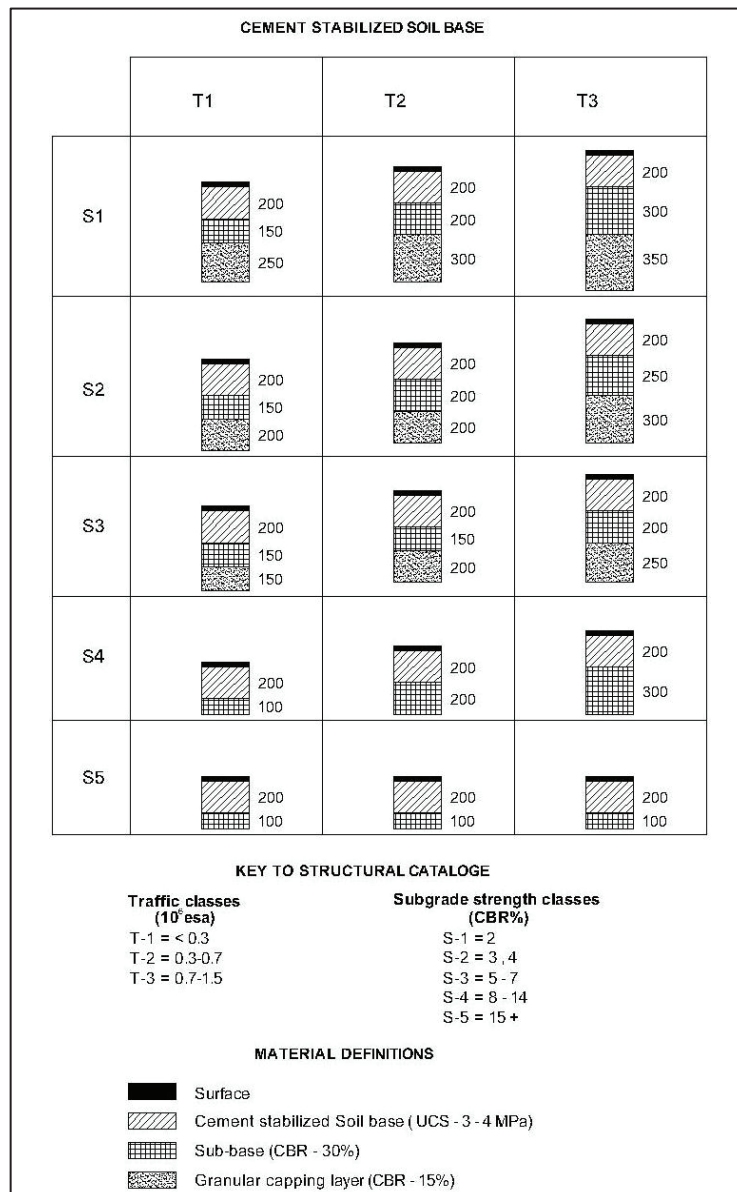 CEMENT STABILIZED SOIL BASE
T1 T2 T3
S1
200 200 200
150 200 300
250 300 350
S2
200 200 200
150 200 250
200 200 300
S3
200 200 200
150 150 200
150 200 250
S4
200 200 200
100 200 300
S5
200 200 200
100 100 100
KEY TO STRUCTURAL CATALOGE
Traffic classes
(10⁶ esa)
T-1 = < 0.3
T-2 = 0.3-0.7
T-3 = 0.7-1.5
Subgrade strength classes
(CBR%)
S-1 = 2
S-2 = 3 , 4
S-3 = 5 - 7
S-4 = 8 - 14
S-5 = 15 +
MATERIAL DEFINITIONS
Surface
Cement stabilized Soil base ( UCS - 3 - 4 MPa)
Sub-base (CBR - 30%)
Granular capping layer (CBR - 15%)